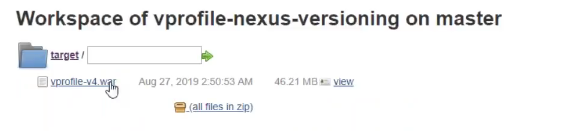 Workspace of vprofile-nexus-versioning on master
target /
vprofile-v4.war Aug 27, 2019 2:50:53 AM 46.21 MB view
(all files in zip)